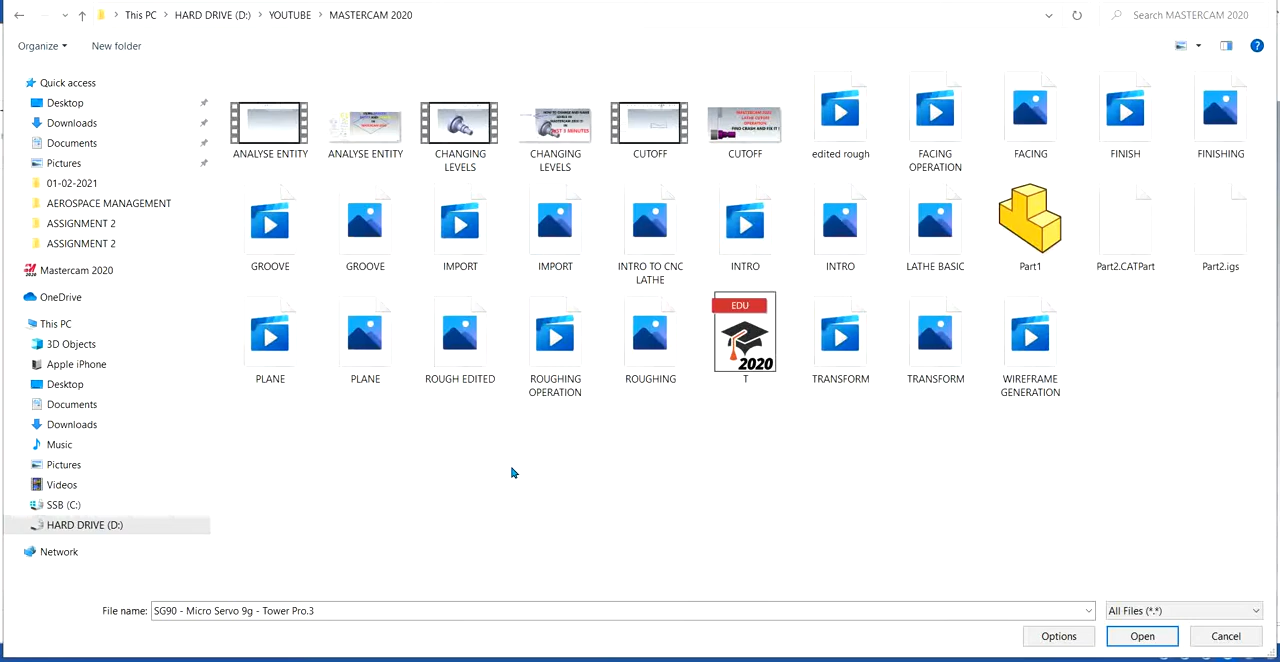 This PC > HARD DRIVE (D:) > YOUTUBE > MASTERCAM 2020
Search MASTERCAM 2020
Organize
New folder
Quick access
Desktop
Downloads
Documents
Pictures
01-02-2021
AEROSPACE MANAGEMENT
ASSIGNMENT 2
ASSIGNMENT 2
Mastercam 2020
OneDrive
This PC
3D Objects
Apple iPhone
Desktop
Documents
Downloads
Music
Pictures
Videos
SSB (C:)
HARD DRIVE (D:)
Network
ANALYSE ENTITY
ANALYSE ENTITY
CHANGING
LEVELS
CHANGING
LEVELS
CUTOFF
CUTOFF
edited rough
FACING
OPERATION
FACING
FINISH
FINISHING
GROOVE
GROOVE
IMPORT
IMPORT
INTRO TO CNC
LATHE
INTRO
INTRO
LATHE BASIC
Part1
Part2.CATPart
Part2.igs
EDU
2020
PLANE
PLANE
ROUGH EDITED
ROUGHING
OPERATION
ROUGHING
T
TRANSFORM
TRANSFORM
WIREFRAME
GENERATION
File name: SG90 - Micro Servo 9g - Tower Pro.3
All Files (*.*)
Options
Open
Cancel